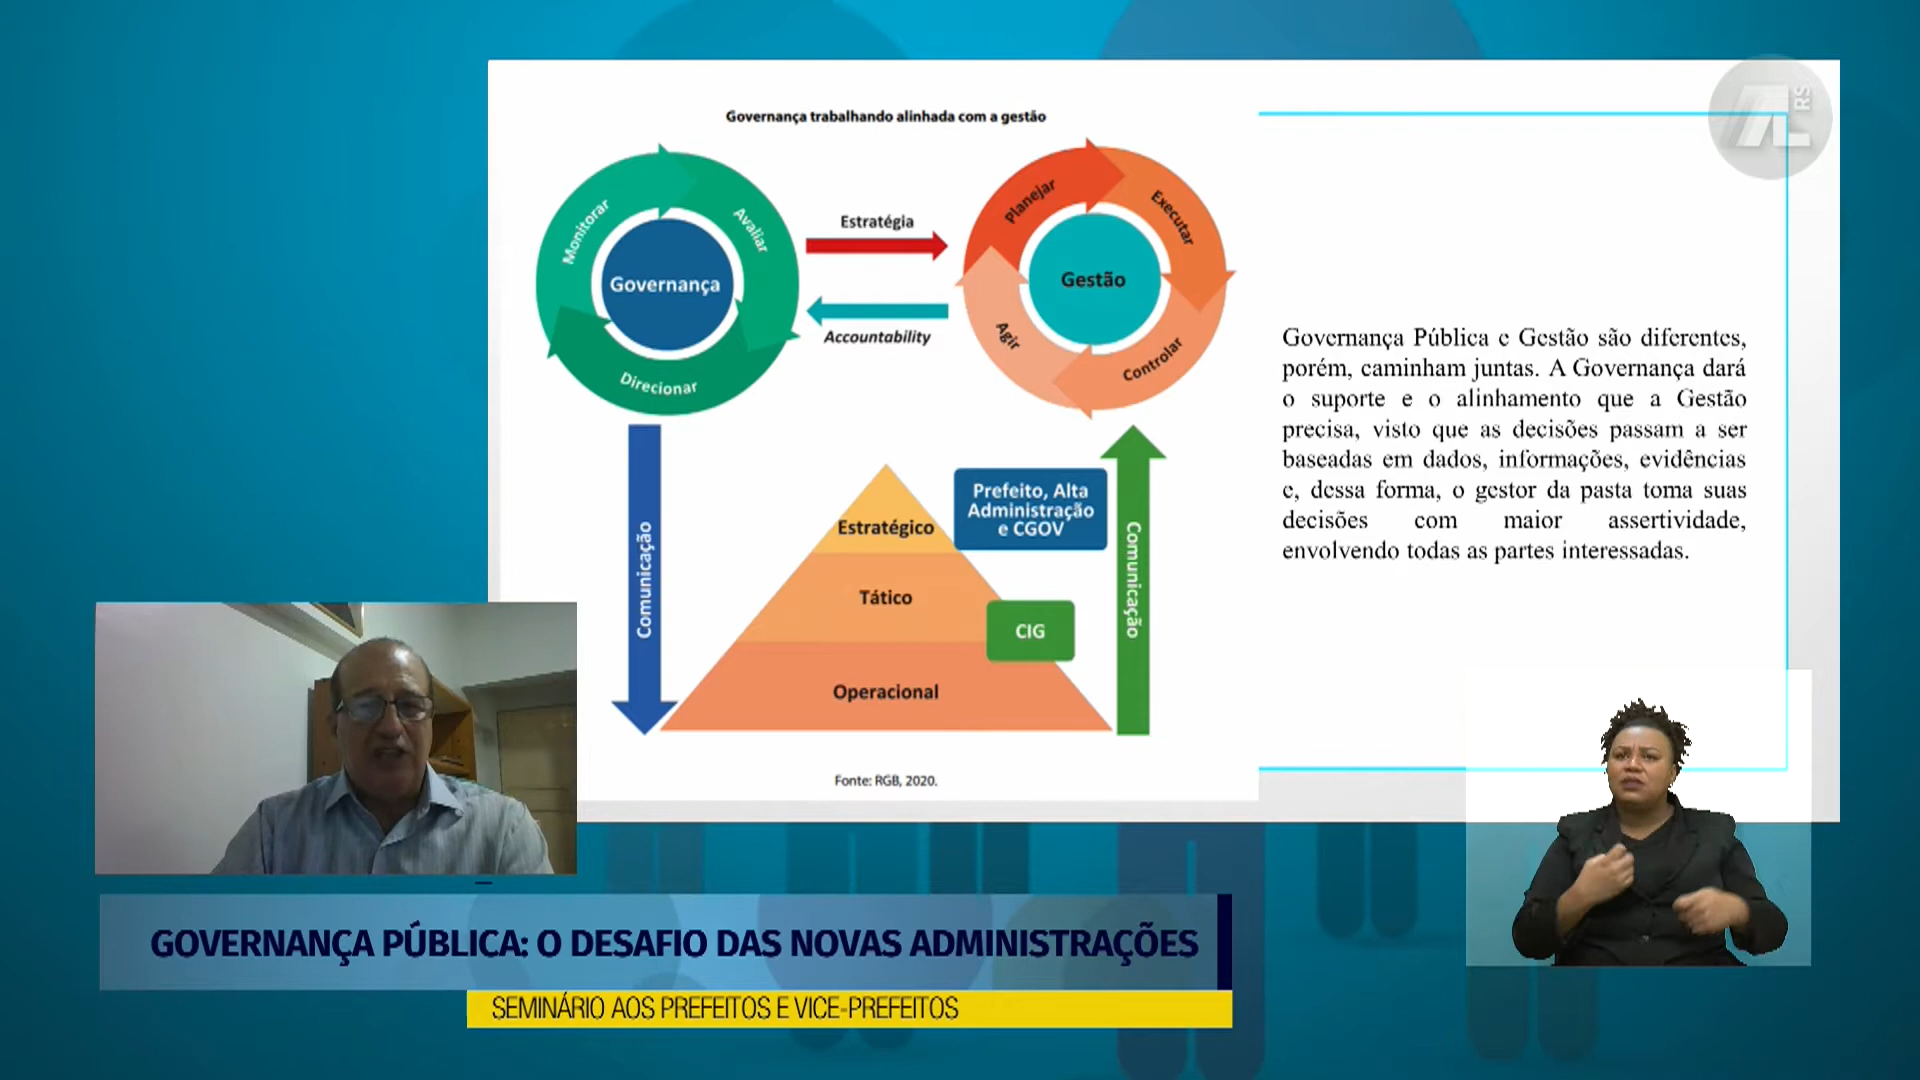 Governança trabalhando alinhada com a gestão
Monitorar
Avaliar
Direcionar
Governança
Estratégia
Accountability
Planejar
Executar
Controlar
Agir
Gestão
Comunicação
Estratégico
Tático
Operacional
Prefeito, Alta
Administração
e CGOV
CIG
Comunicação
Fonte: RGB, 2020.
Governança Pública e Gestão são diferentes,
porém, caminham juntas. A Governança dará
o suporte e o alinhamento que a Gestão
precisa, visto que as decisões passam a ser
baseadas em dados, informações, evidências
e, dessa forma, o gestor da pasta toma suas
decisões com maior assertividade,
envolvendo todas as partes interessadas.
AL RS
GOVERNANÇA PÚBLICA: O DESAFIO DAS NOVAS ADMINISTRAÇÕES
SEMINÁRIO AOS PREFEITOS E VICE-PREFEITOS